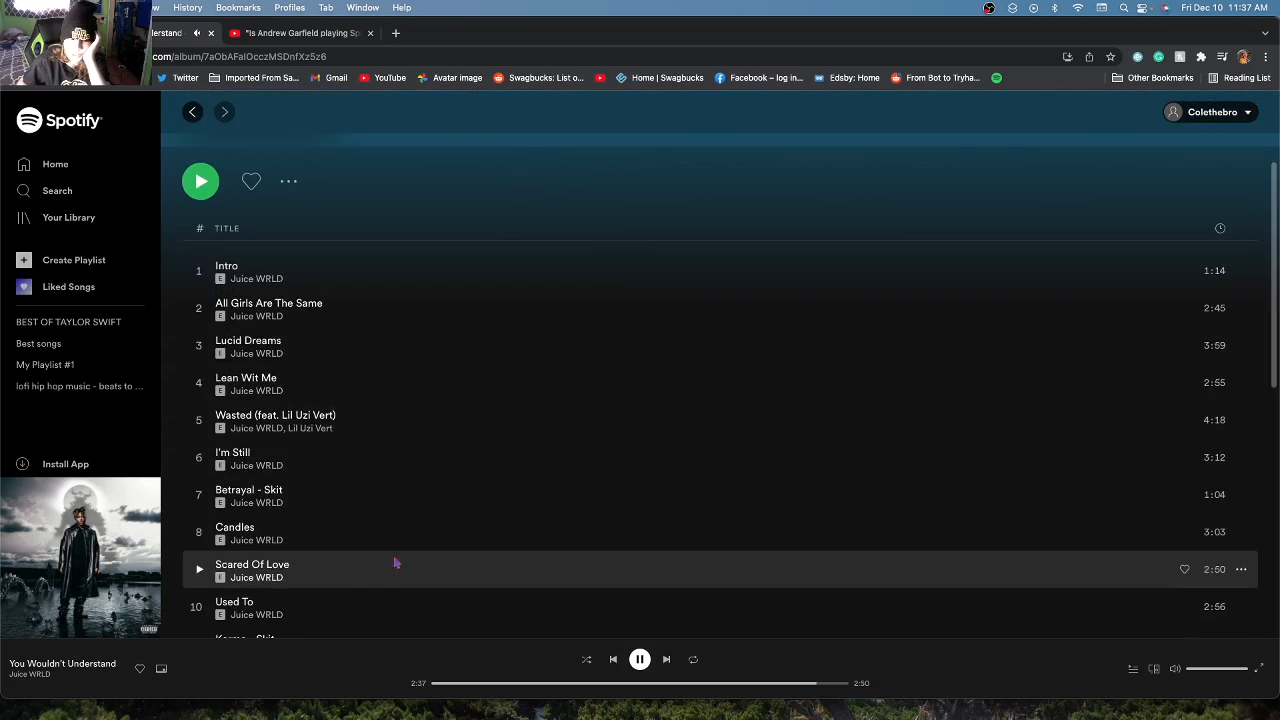 History Bookmarks Profiles Tab Window Help Fri Dec 10 11:37 AM
derstand - "Is Andrew Garfield playing Sp
com/album/7aObAFaIOcczMSDnfXz5z6
Twitter Imported From Sa... Gmail YouTube Avatar image Swagbucks: List o... Home | Swagbucks Facebook – log in... Edsby: Home From Bot to Tryha... Other Bookmarks Reading List
Spotify
Colethebro
Home
Search
Your Library
Create Playlist
Liked Songs
BEST OF TAYLOR SWIFT
Best songs
My Playlist #1
lofi hip hop music - beats to ...
Install App
# TITLE
1 Intro 1:14
E Juice WRLD
2 All Girls Are The Same 2:45
E Juice WRLD
3 Lucid Dreams 3:59
E Juice WRLD
4 Lean Wit Me 2:55
E Juice WRLD
5 Wasted (feat. Lil Uzi Vert) 4:18
E Juice WRLD, Lil Uzi Vert
6 I'm Still 3:12
E Juice WRLD
7 Betrayal - Skit 1:04
E Juice WRLD
8 Candles 3:03
E Juice WRLD
Scared Of Love 2:50
E Juice WRLD
10 Used To 2:56
E Juice WRLD
Karma - Skit
You Wouldn't Understand
Juice WRLD
2:37 2:50